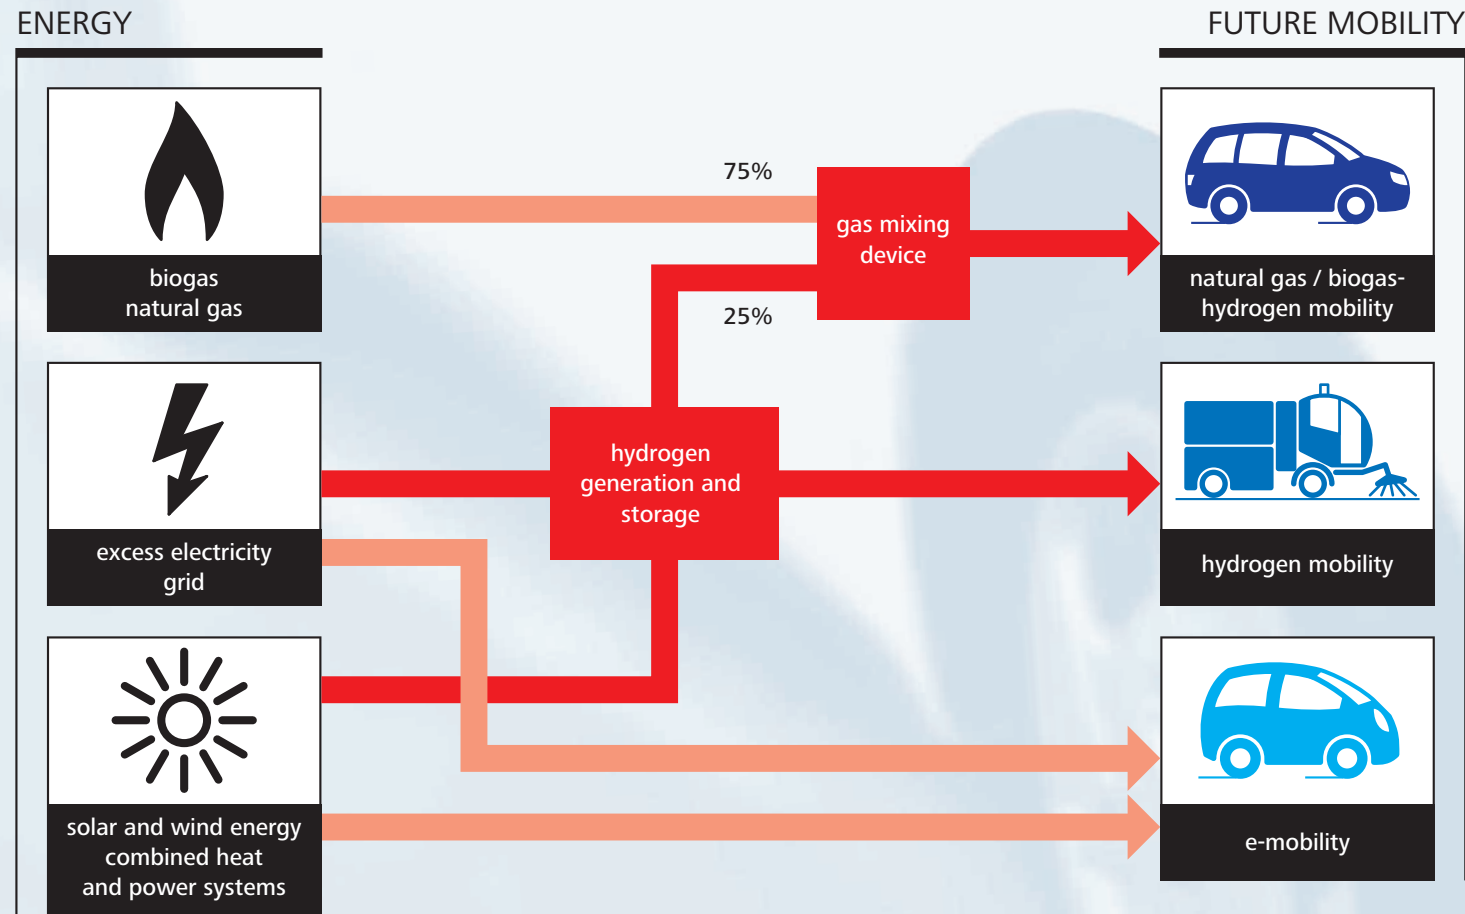 ENERGY
FUTURE MOBILITY
biogas
natural gas
75%
25%
gas mixing
device
natural gas / biogas-
hydrogen mobility
excess electricity
grid
hydrogen
generation and
storage
hydrogen mobility
solar and wind energy
combined heat
and power systems
e-mobility